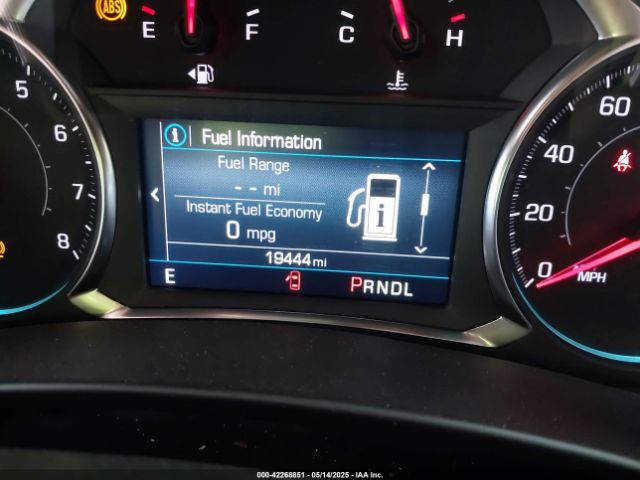 ABS
E F C H
Fuel Information
Fuel Range
- - mi
Instant Fuel Economy
0 mpg
19444 mi
E PRNDL
5
6
7
8
60
40
20
0
MPH
000-42268851 - 05/14/2025 - IAA Inc.